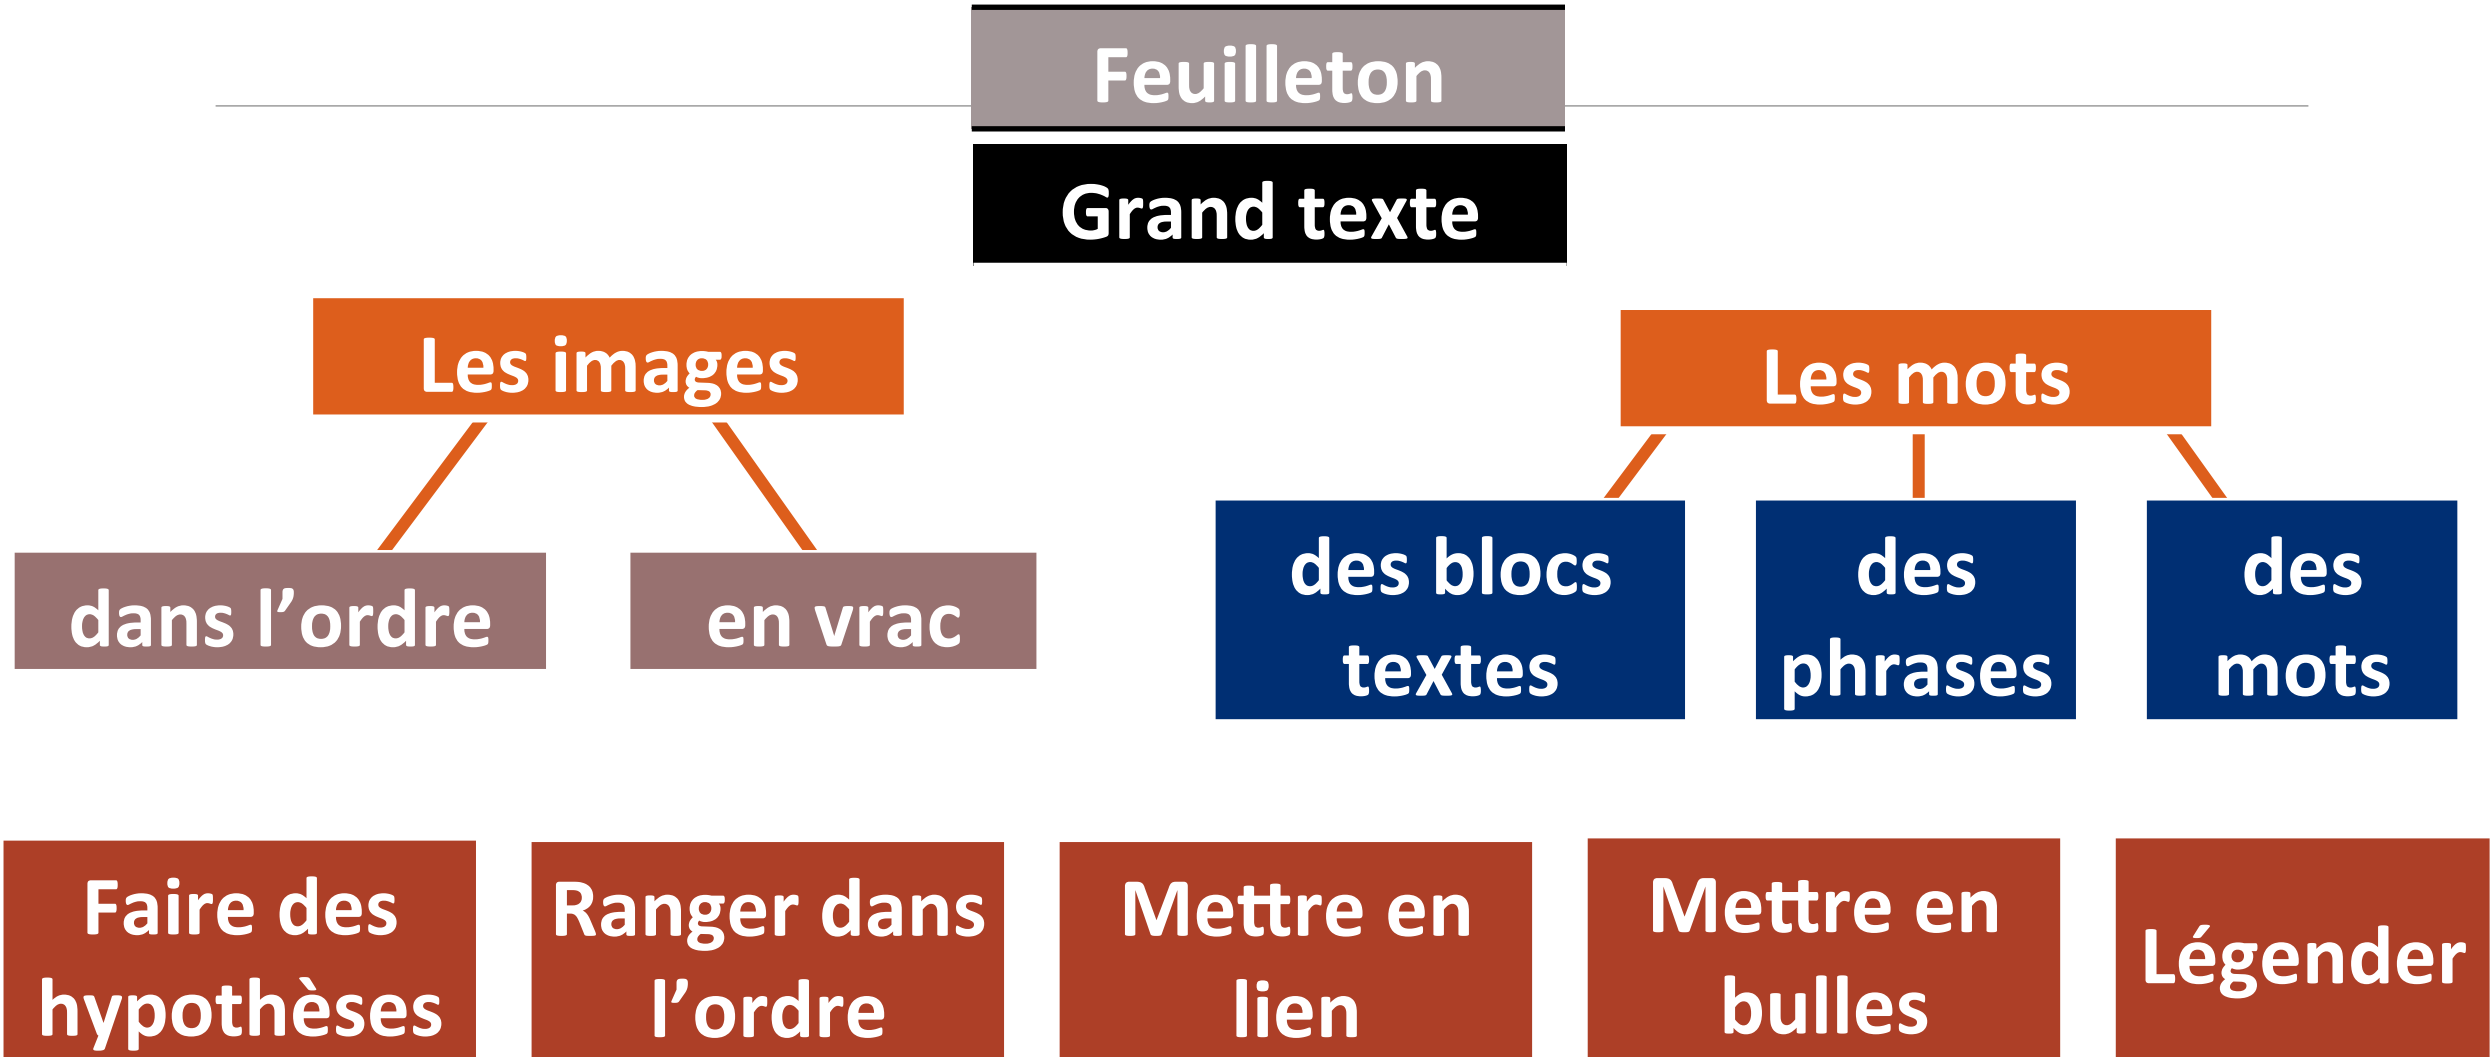 Feuilleton
Grand texte
Les images
Les mots
dans l’ordre
en vrac
des blocs
textes
des
phrases
des
mots
Faire des
hypothèses
Ranger dans
l’ordre
Mettre en
lien
Mettre en
bulles
Légender